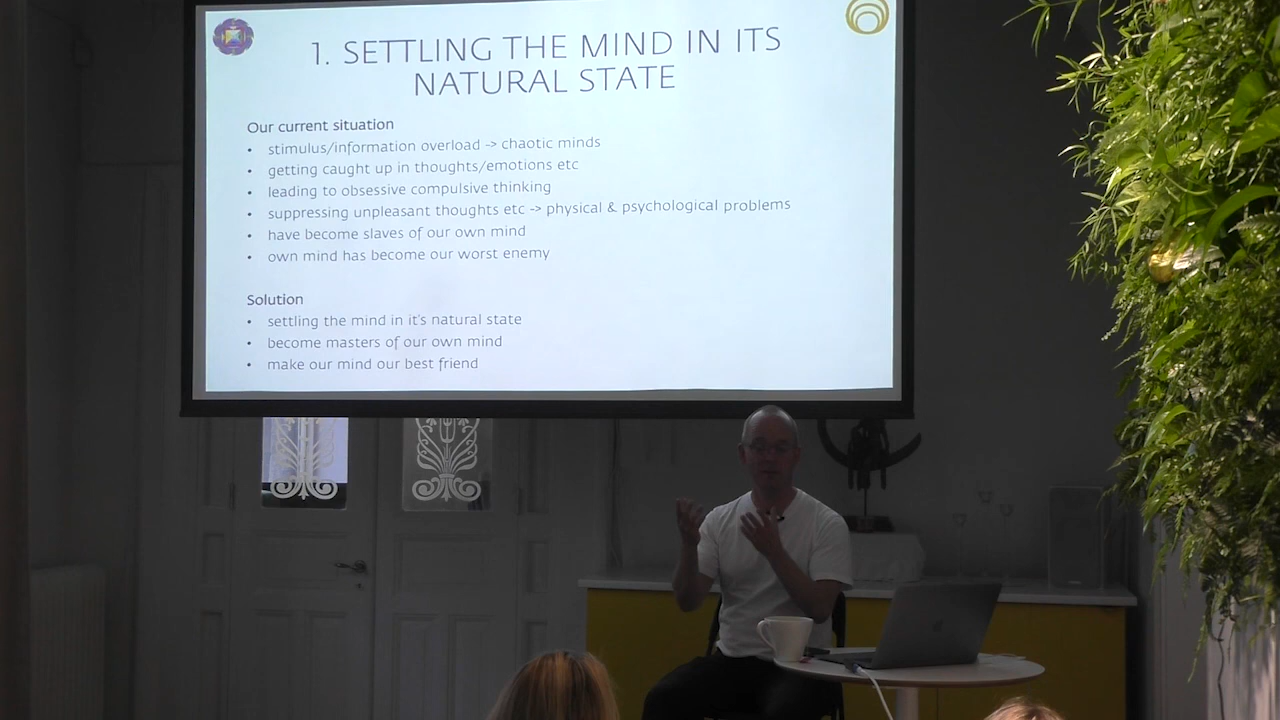 1. SETTLING THE MIND IN ITS
NATURAL STATE
Our current situation
• stimulus/information overload -> chaotic minds
• getting caught up in thoughts/emotions etc
• leading to obsessive compulsive thinking
• suppressing unpleasant thoughts etc -> physical & psychological problems
• have become slaves of our own mind
• own mind has become our worst enemy
Solution
• settling the mind in it's natural state
• become masters of our own mind
• make our mind our best friend